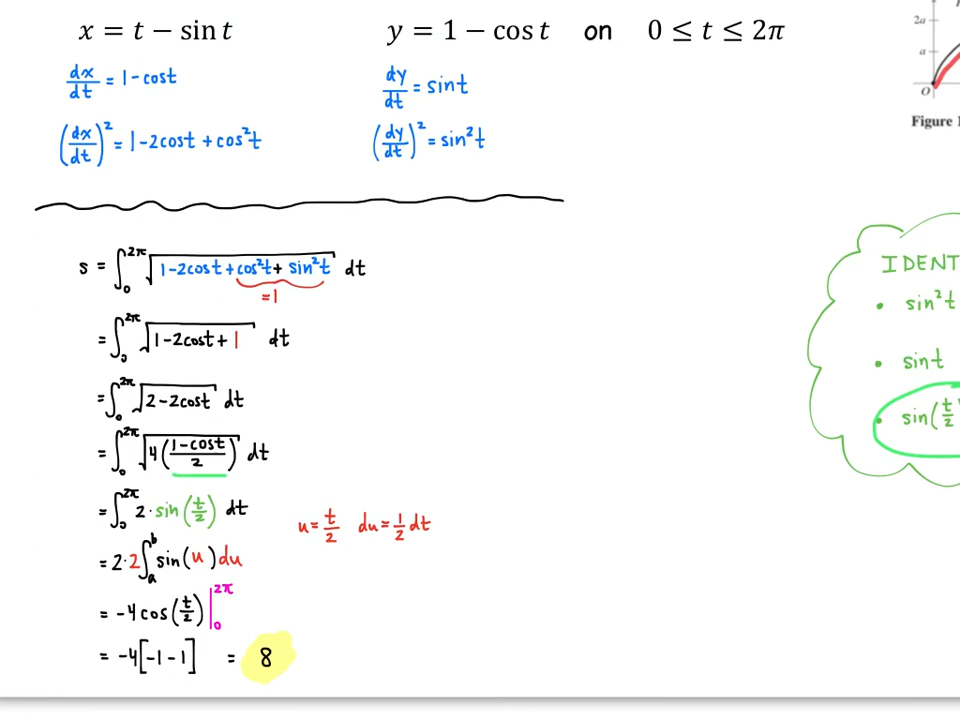 x = t − sin t y = 1 − cos t on 0 ≤ t ≤ 2π
dx/dt = 1-cost dy/dt = sint
(dx/dt)² = 1-2cost + cos²t (dy/dt)² = sin²t
2a
a
O
Figure 1
s = ∫₀^2π √(1-2cost + cos²t + sin²t) dt
=1
= ∫₀^2π √(1-2cost + 1) dt
= ∫₀^2π √(2-2cost) dt
= ∫₀^2π √(4((1-cost)/2)) dt
= ∫₀^2π 2·sin(t/2) dt
u = t/2 du = 1/2 dt
= 2·2 ∫ₐ^b sin(u) du
= -4cos(t/2) |₀^2π
= -4[-1-1] = 8
IDENT
• sin²t
• sint
• sin(t/2)